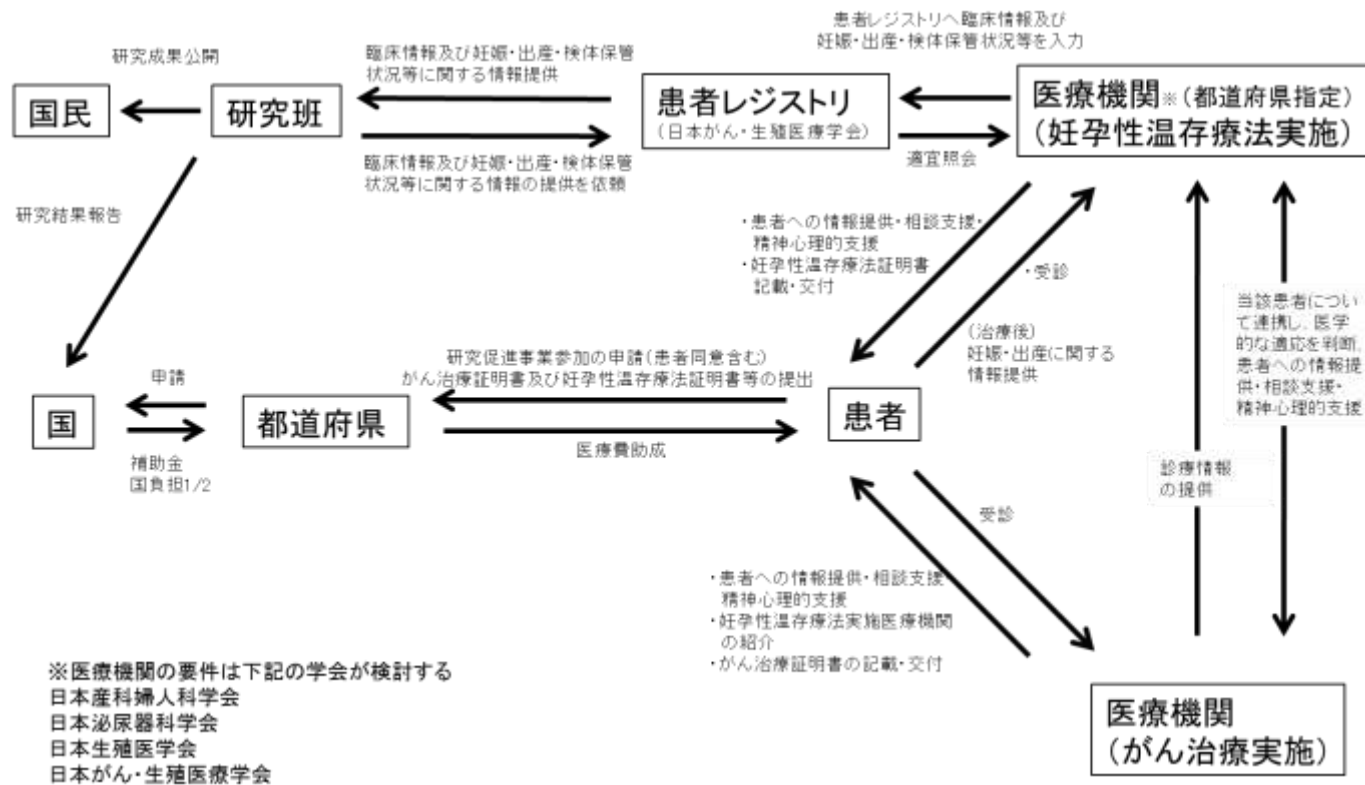 患者レジストリへ臨床情報及び
妊娠・出産・検体保管状況等を入力
研究成果公開
臨床情報及び妊娠・出産・検体保管
状況等に関する情報提供
国民
研究班
患者レジストリ
(日本がん・生殖医療学会)
医療機関※(都道府県指定)
(妊孕性温存療法実施)
適宜照会
臨床情報及び妊娠・出産・検体保管
状況等に関する情報の提供を依頼
研究結果報告
・患者への情報提供・相談支援・
精神心理的支援
・妊孕性温存療法証明書
記載・交付
・受診
(治療後)
妊娠・出産に関する
情報提供
当該患者につい
て連携し、医学
的な適応を判断、
患者への情報提
供・相談支援・
精神心理的支援
研究促進事業参加の申請(患者同意含む)
がん治療証明書及び妊孕性温存療法証明書等の提出
申請
国
都道府県
患者
医療費助成
補助金
国負担1/2
診療情報
の提供
受診
・患者への情報提供・相談支援・
精神心理的支援
・妊孕性温存療法実施医療機関
の紹介
・がん治療証明書の記載・交付
※医療機関の要件は下記の学会が検討する
日本産科婦人科学会
日本泌尿器科学会
日本生殖医学会
日本がん・生殖医療学会
医療機関
(がん治療実施)